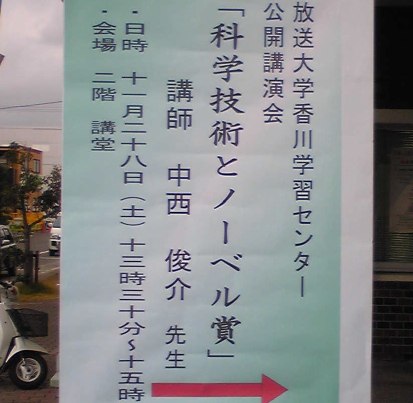 放送大学香川学習センター
公開講演会
「科学技術とノーベル賞」
講師 中西 俊介 先生
・日時 十一月二十八日（土）十三時三十分～十五時
・会場 二階 講堂